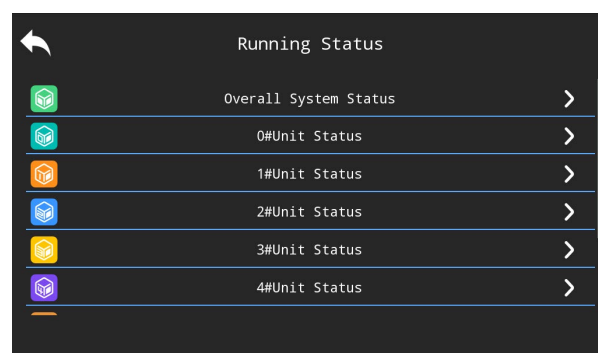 Running Status
Overall System Status
0#Unit Status
1#Unit Status
2#Unit Status
3#Unit Status
4#Unit Status